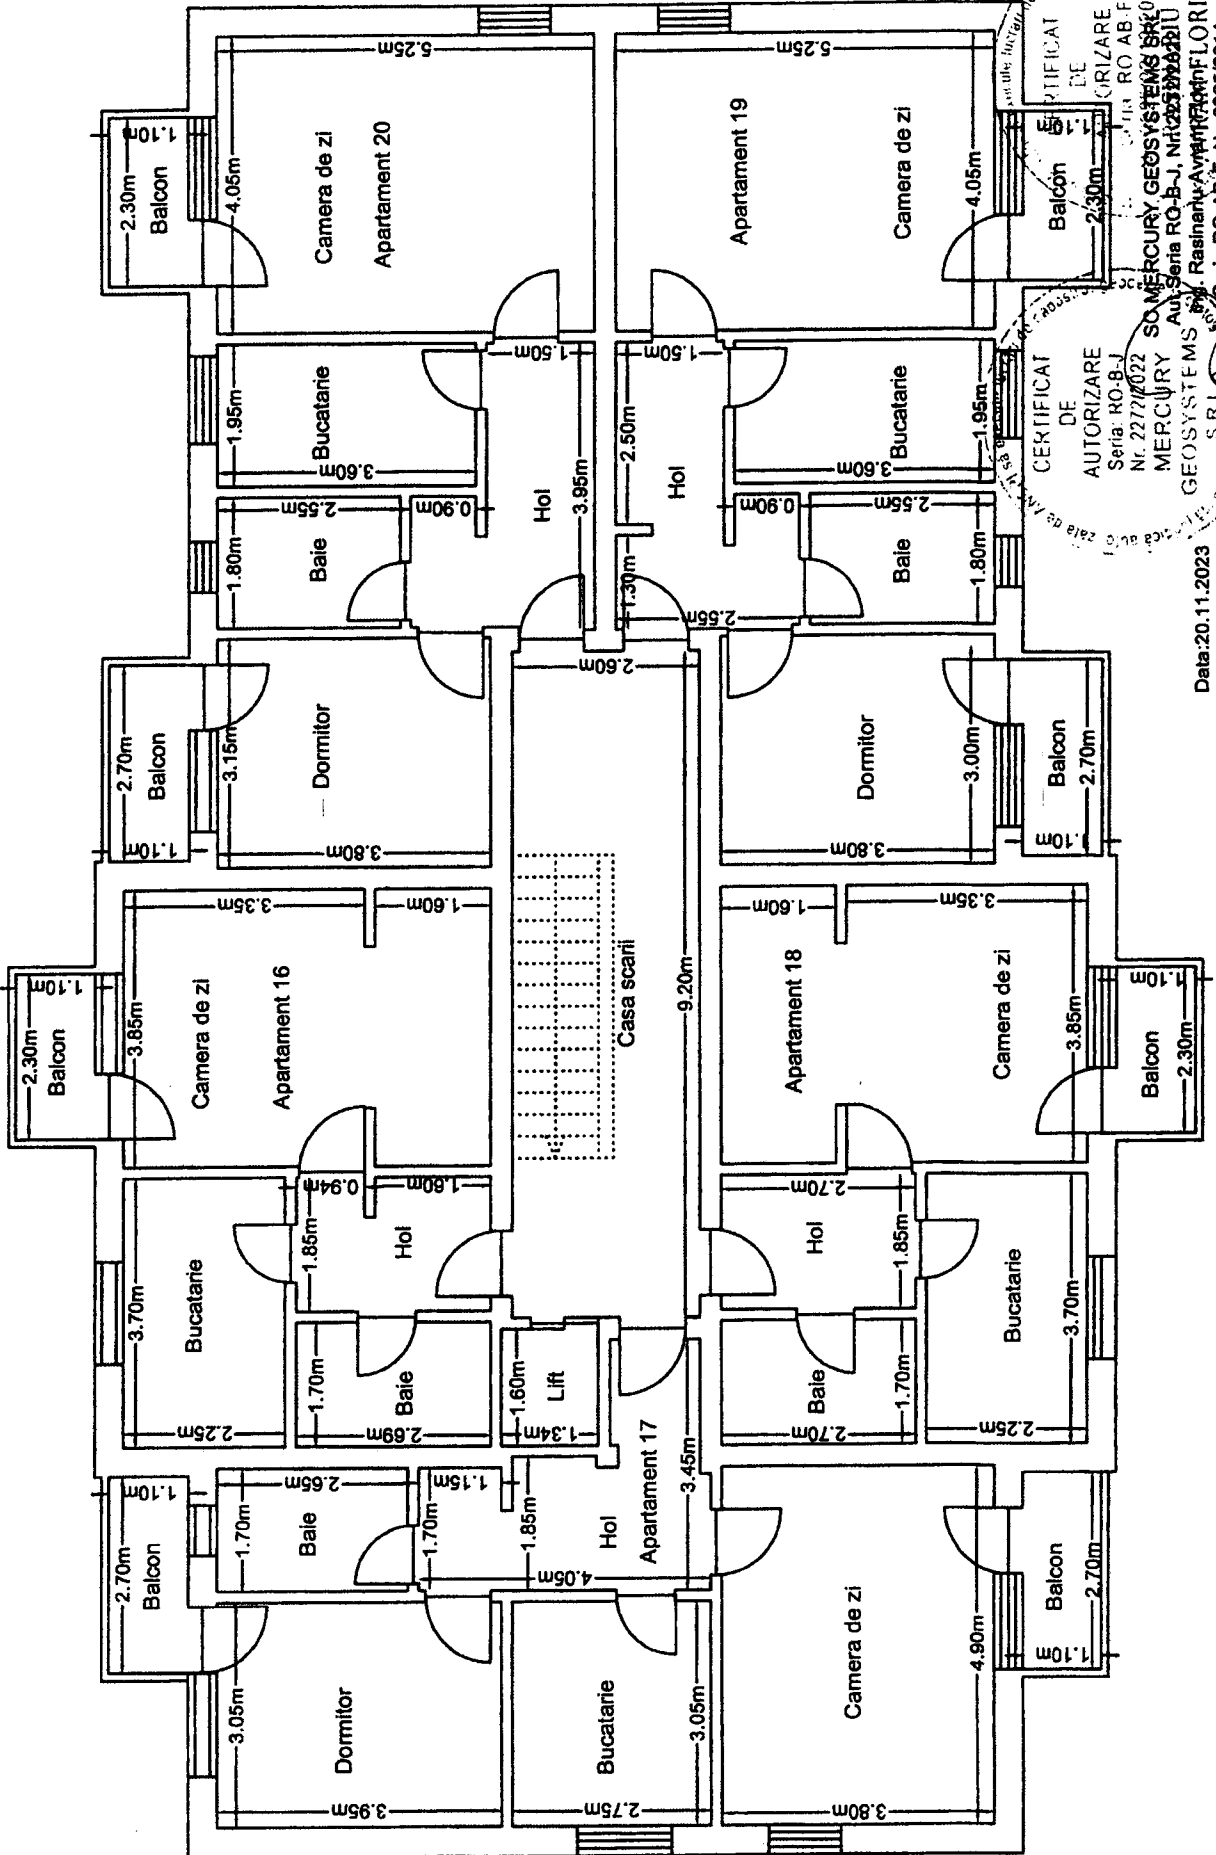 Balcon
2.30m
1.10m
4.05m
5.25m
Camera de zi
Apartament 20
5.25m
Apartament 19
Camera de zi
4.05m
1.10m
Balcon
2.30m
1.95m
Bucatarie
3.60m
1.50m
3.95m
Hol
0.90m
2.55m
1.80m
Baie
1.50m
2.50m
Hol
1.30m
2.55m
0.90m
Bucatarie
3.60m
1.95m
2.55m
Baie
1.80m
2.70m
Balcon
1.10m
3.15m
Dormitor
3.80m
2.60m
Casa scarii
9.20m
Dormitor
3.00m
3.80m
1.10m
Balcon
2.70m
2.30m
Balcon
1.10m
3.85m
Camera de zi
Apartament 16
3.35m
1.60m
1.60m
Apartament 18
3.35m
Camera de zi
3.85m
1.10m
Balcon
2.30m
3.70m
Bucatarie
2.25m
0.94m
1.60m
1.85m
Hol
1.70m
Baie
2.69m
1.60m
Lift
1.34m
2.70m
Hol
1.85m
Baie
1.70m
2.70m
Bucatarie
3.70m
2.25m
1.10m
2.70m
Balcon
2.65m
1.70m
Baie
1.15m
1.70m
1.85m
Hol
Apartament 17
3.45m
4.05m
3.05m
Dormitor
3.95m
Bucatarie
3.05m
2.75m
Camera de zi
4.90m
3.80m
Balcon
2.70m
1.10m
CERTIFICAT
DE
AUTORIZARE
Seria: RO-B-J
Nr. 2272/2022
MERCURY
GEOSYSTEMS
S.R.L.
SC MERCURY GEOSYSTEMS SRL
Aut.Seria RO-B-J, Nr.
Ing. Rasinariu Avram Florin
Data:20.11.2023